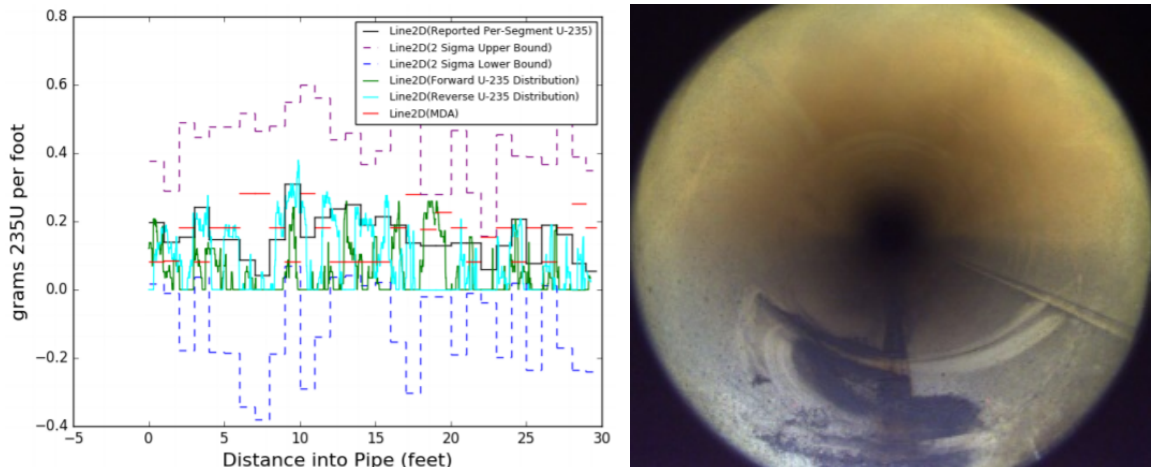 Line2D(Reported Per-Segment U-235)
Line2D(2 Sigma Upper Bound)
Line2D(2 Sigma Lower Bound)
Line2D(Forward U-235 Distribution)
Line2D(Reverse U-235 Distribution)
Line2D(MDA)
grams 235U per foot
0.8
0.6
0.4
0.2
0.0
−0.2
−0.4
−5 0 5 10 15 20 25 30
Distance into Pipe (feet)